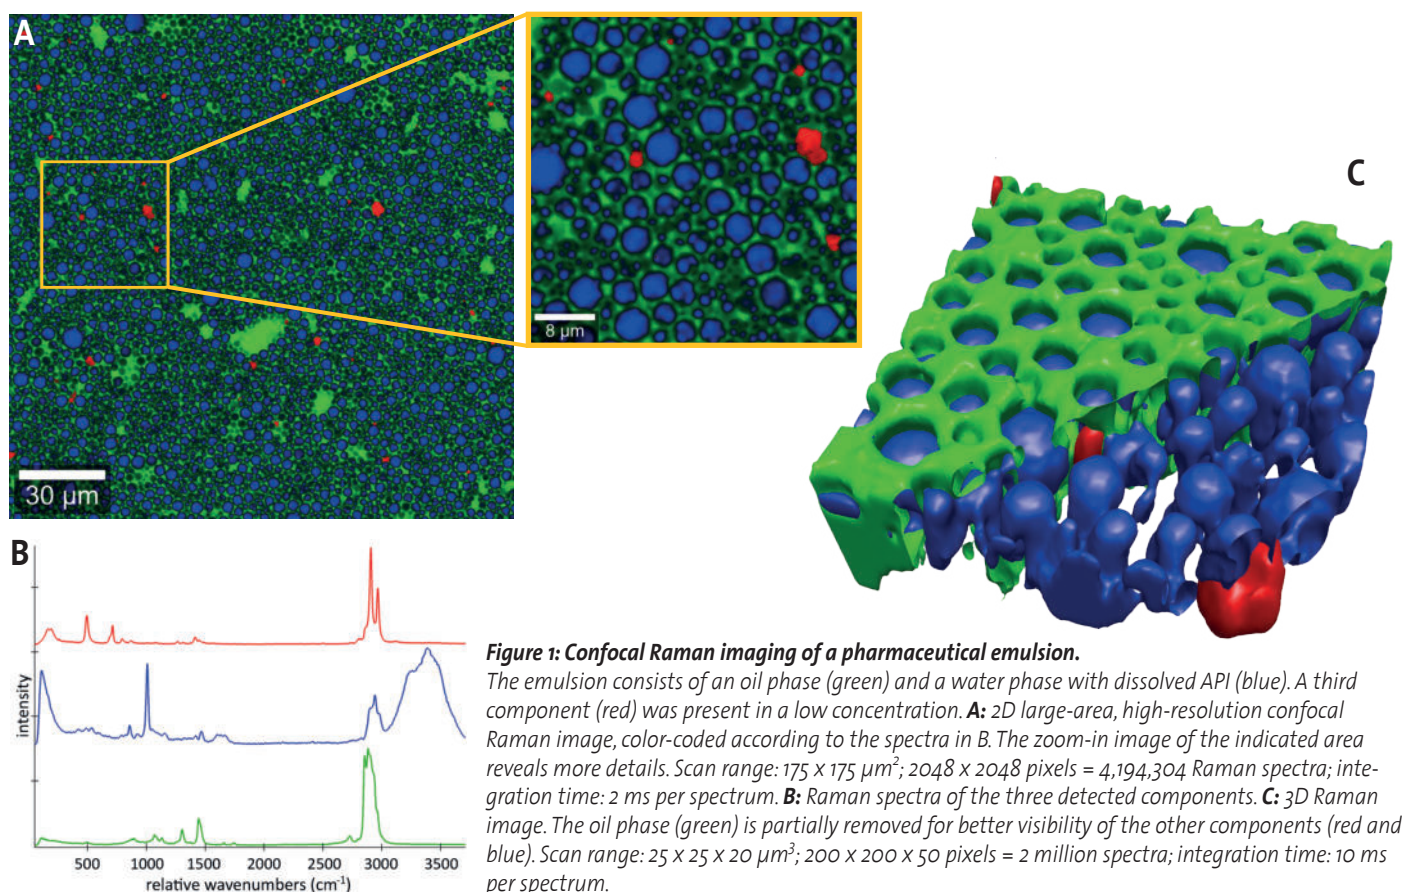 A
30 µm
8 µm
C
B
intensity
500 1000 1500 2000 2500 3000 3500
relative wavenumbers (cm⁻¹)
Figure 1: Confocal Raman imaging of a pharmaceutical emulsion.
The emulsion consists of an oil phase (green) and a water phase with dissolved API (blue). A third
component (red) was present in a low concentration. A: 2D large-area, high-resolution confocal
Raman image, color-coded according to the spectra in B. The zoom-in image of the indicated area
reveals more details. Scan range: 175 x 175 µm²; 2048 x 2048 pixels = 4,194,304 Raman spectra; inte-
gration time: 2 ms per spectrum. B: Raman spectra of the three detected components. C: 3D Raman
image. The oil phase (green) is partially removed for better visibility of the other components (red and
blue). Scan range: 25 x 25 x 20 µm³; 200 x 200 x 50 pixels = 2 million spectra; integration time: 10 ms
per spectrum.